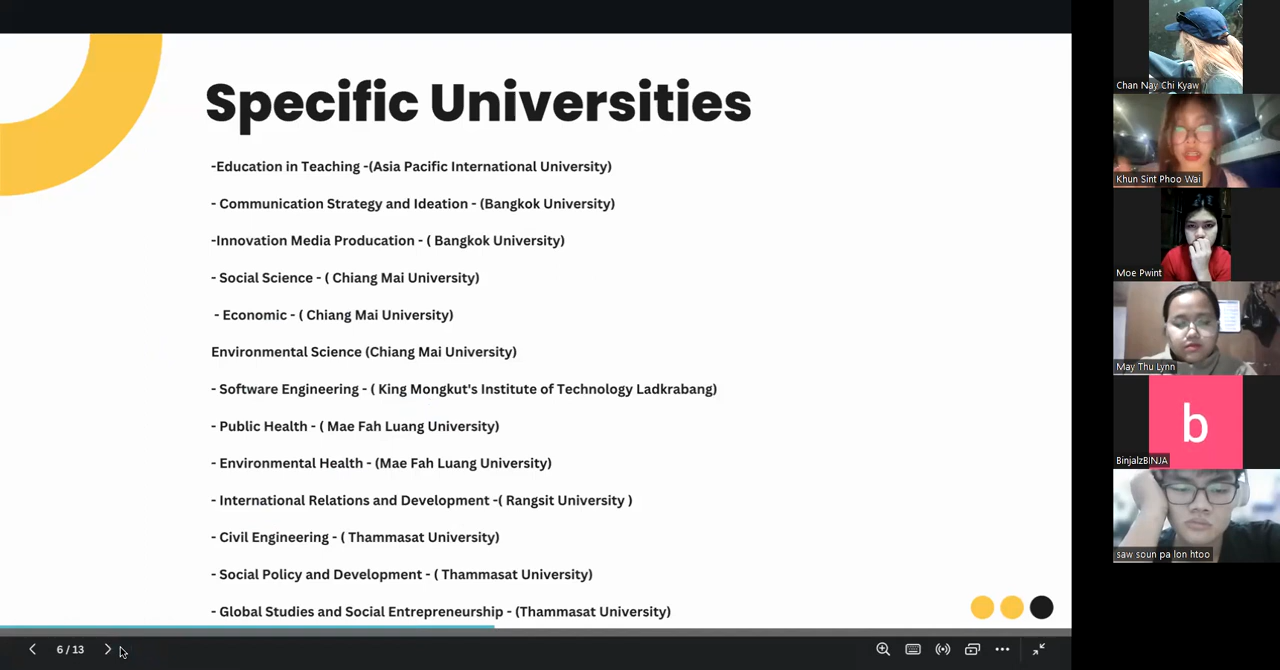 Specific Universities
-Education in Teaching -(Asia Pacific International University)
- Communication Strategy and Ideation - (Bangkok University)
-Innovation Media Producation - ( Bangkok University)
- Social Science - ( Chiang Mai University)
- Economic - ( Chiang Mai University)
Environmental Science (Chiang Mai University)
- Software Engineering - ( King Mongkut's Institute of Technology Ladkrabang)
- Public Health - ( Mae Fah Luang University)
- Environmental Health - (Mae Fah Luang University)
- International Relations and Development -( Rangsit University )
- Civil Engineering - ( Thammasat University)
- Social Policy and Development - ( Thammasat University)
- Global Studies and Social Entrepreneurship - (Thammasat University)
6 / 13
Chan Nay Chi Kyaw
Khun Sint Phoo Wai
Moe Pwint
May Thu Lynn
b
BinjalzBINJA
saw soun pa lon htoo